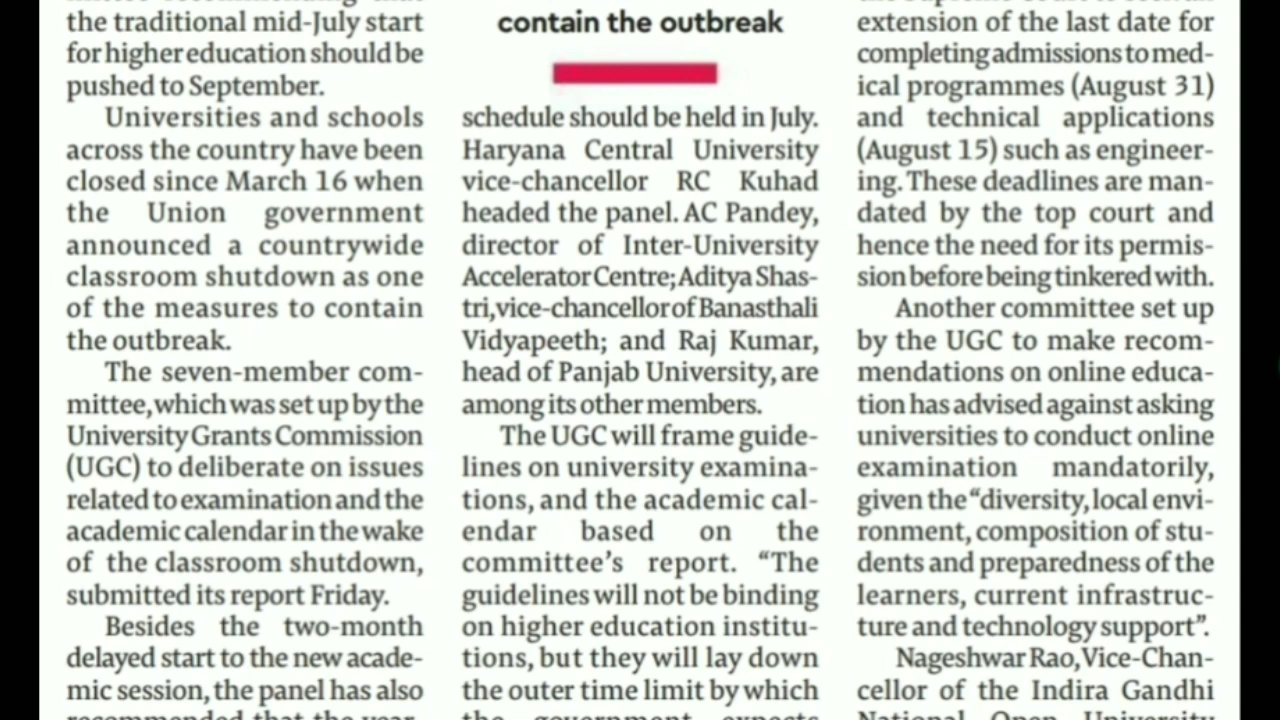 the traditional mid-July start
for higher education should be
pushed to September.
Universities and schools
across the country have been
closed since March 16 when
the Union government
announced a countrywide
classroom shutdown as one
of the measures to contain
the outbreak.
The seven-member com-
mittee, which was set up by the
University Grants Commission
(UGC) to deliberate on issues
related to examination and the
academic calendar in the wake
of the classroom shutdown,
submitted its report Friday.
Besides the two-month
delayed start to the new acade-
mic session, the panel has also
recommended that the year-
contain the outbreak
schedule should be held in July.
Haryana Central University
vice-chancellor RC Kuhad
headed the panel. AC Pandey,
director of Inter-University
Accelerator Centre; Aditya Shas-
tri, vice-chancellor of Banasthali
Vidyapeeth; and Raj Kumar,
head of Panjab University, are
among its other members.
The UGC will frame guide-
lines on university examina-
tions, and the academic cal-
endar based on the
committee's report. “The
guidelines will not be binding
on higher education institu-
tions, but they will lay down
the outer time limit by which
the government expects
extension of the last date for
completing admissions to med-
ical programmes (August 31)
and technical applications
(August 15) such as engineer-
ing. These deadlines are man-
dated by the top court and
hence the need for its permis-
sion before being tinkered with.
Another committee set up
by the UGC to make recom-
mendations on online educa-
tion has advised against asking
universities to conduct online
examination mandatorily,
given the “diversity, local envi-
ronment, composition of stu-
dents and preparedness of the
learners, current infrastruc-
ture and technology support”.
Nageshwar Rao, Vice-Chan-
cellor of the Indira Gandhi
National Open University